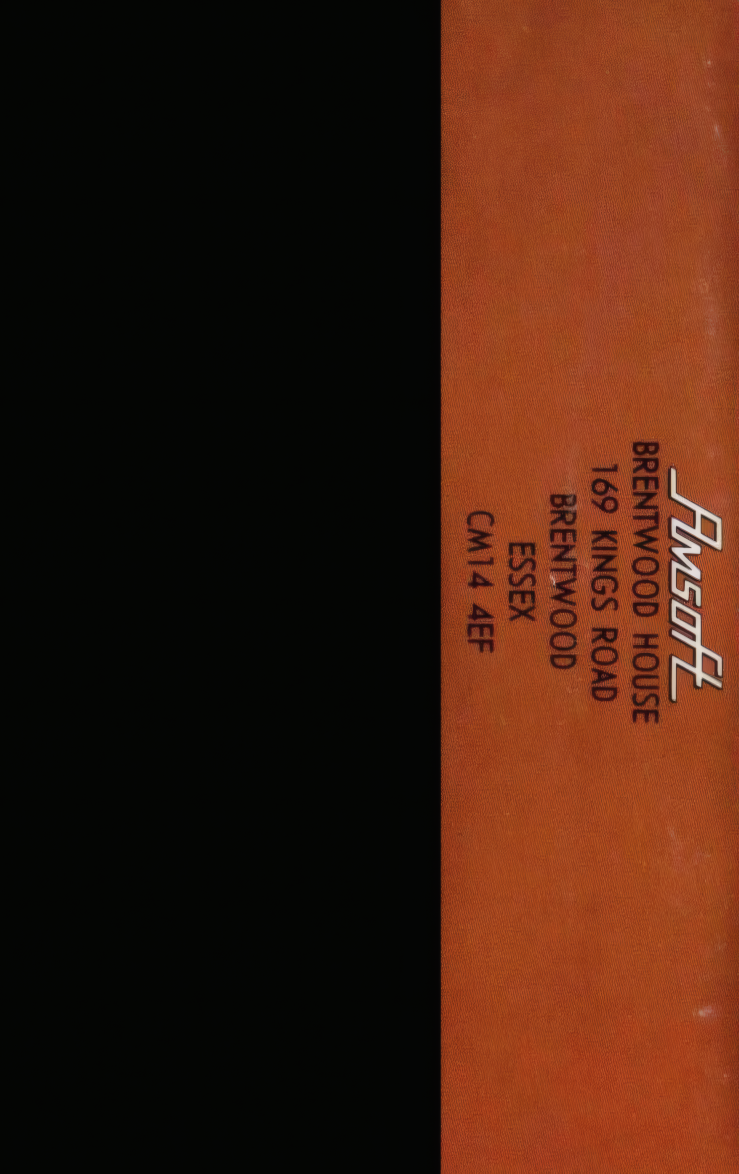 Amsoft
BRENTWOOD HOUSE
169 KINGS ROAD
BRENTWOOD
ESSEX
CM14 4EF